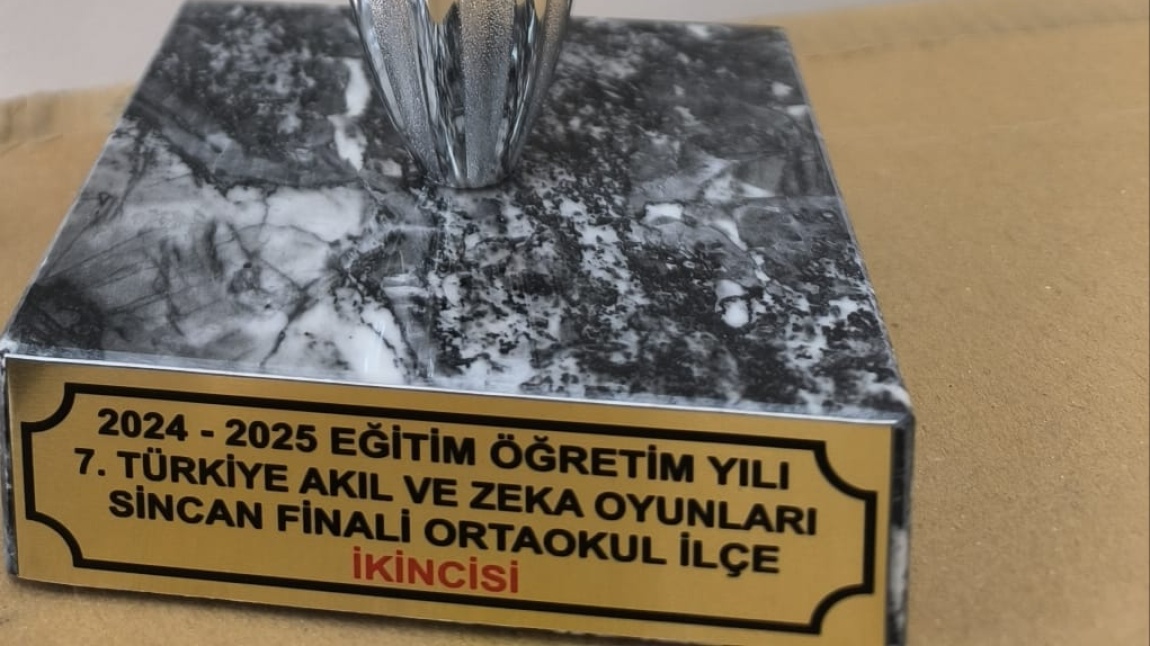 2024 - 2025 EĞİTİM ÖĞRETİM YILI
7. TÜRKİYE AKIL VE ZEKA OYUNLARI
SİNCAN FİNALİ ORTAOKUL İLÇE
İKİNCİSİ